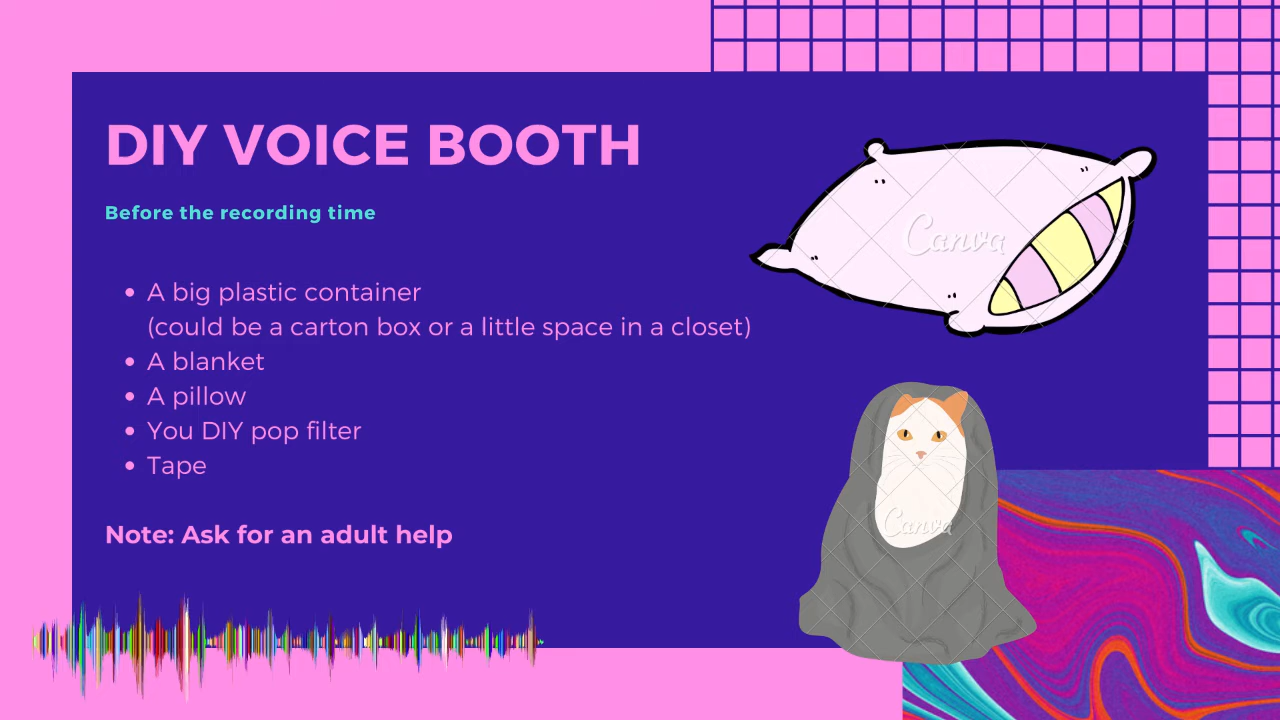 DIY VOICE BOOTH
Before the recording time
• A big plastic container
(could be a carton box or a little space in a closet)
• A blanket
• A pillow
• You DIY pop filter
• Tape
Note: Ask for an adult help
Canva
Canva